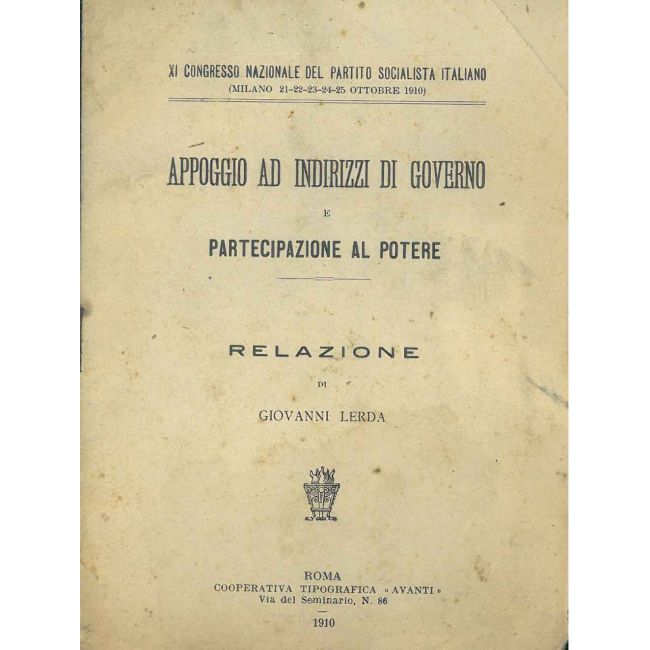 XI CONGRESSO NAZIONALE DEL PARTITO SOCIALISTA ITALIANO
(MILANO 21-22-23-24-25 OTTOBRE 1910)
APPOGGIO AD INDIRIZZI DI GOVERNO
E
PARTECIPAZIONE AL POTERE
RELAZIONE
DI
GIOVANNI LERDA
ROMA
COOPERATIVA TIPOGRAFICA «AVANTI»
Via del Seminario, N. 86
1910